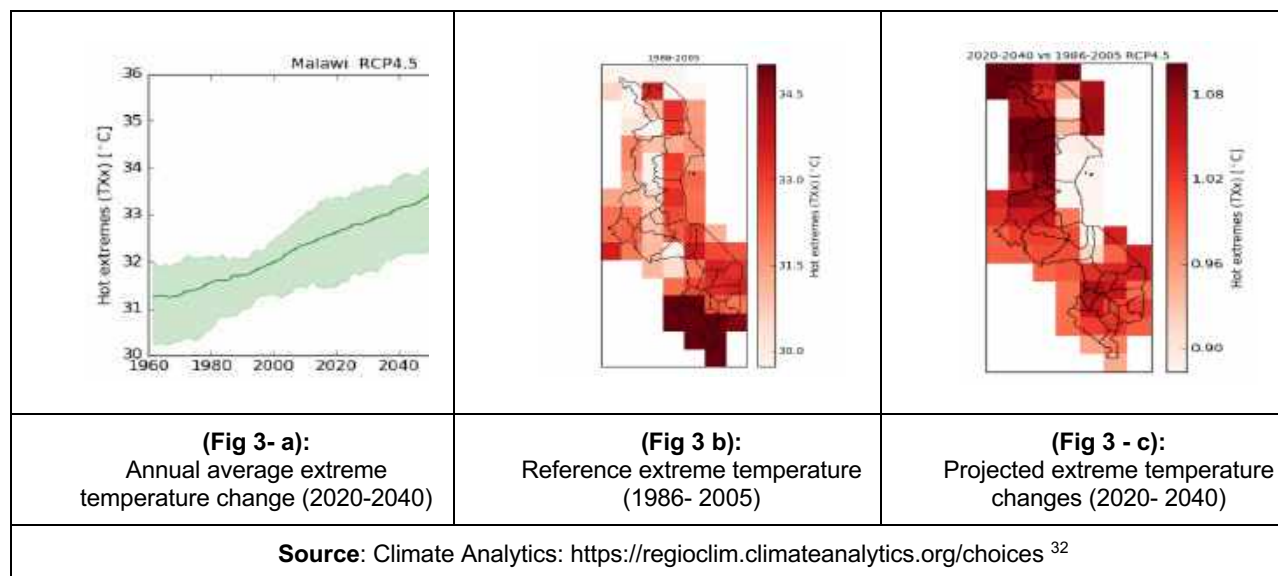 Malawi RCP4.5
36
35
34
33
32
31
30
Hot extremes (TXx) [°C]
1960 1980 2000 2020 2040
1986-2005
34.5
33.0
31.5
30.0
Hot extremes (TXx) [°C]
2020-2040 vs 1986-2005 RCP4.5
1.08
1.02
0.96
0.90
Hot extremes (TXx) [°C]
(Fig 3- a):
Annual average extreme
temperature change (2020-2040)
(Fig 3 b):
Reference extreme temperature
(1986- 2005)
(Fig 3 - c):
Projected extreme temperature
changes (2020- 2040)
Source: Climate Analytics: https://regioclim.climateanalytics.org/choices 32